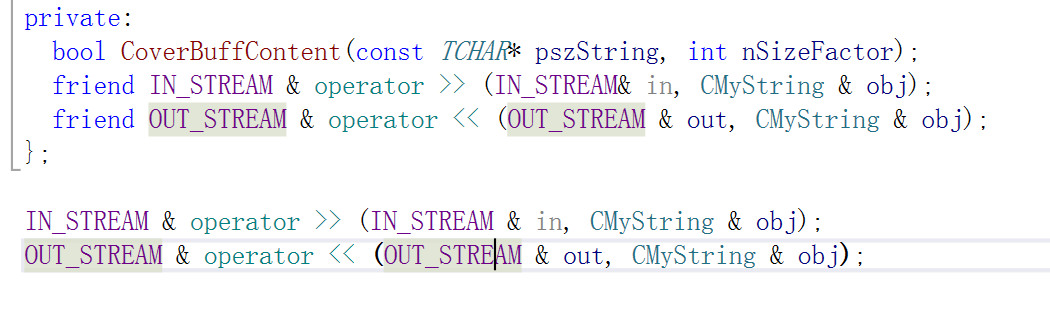 private:
bool CoverBuffContent(const TCHAR* pszString, int nSizeFactor);
friend IN_STREAM & operator >> (IN_STREAM& in, CMyString & obj);
friend OUT_STREAM & operator << (OUT_STREAM & out, CMyString & obj);
};
IN_STREAM & operator >> (IN_STREAM & in, CMyString & obj);
OUT_STREAM & operator << (OUT_STREAM & out, CMyString & obj);